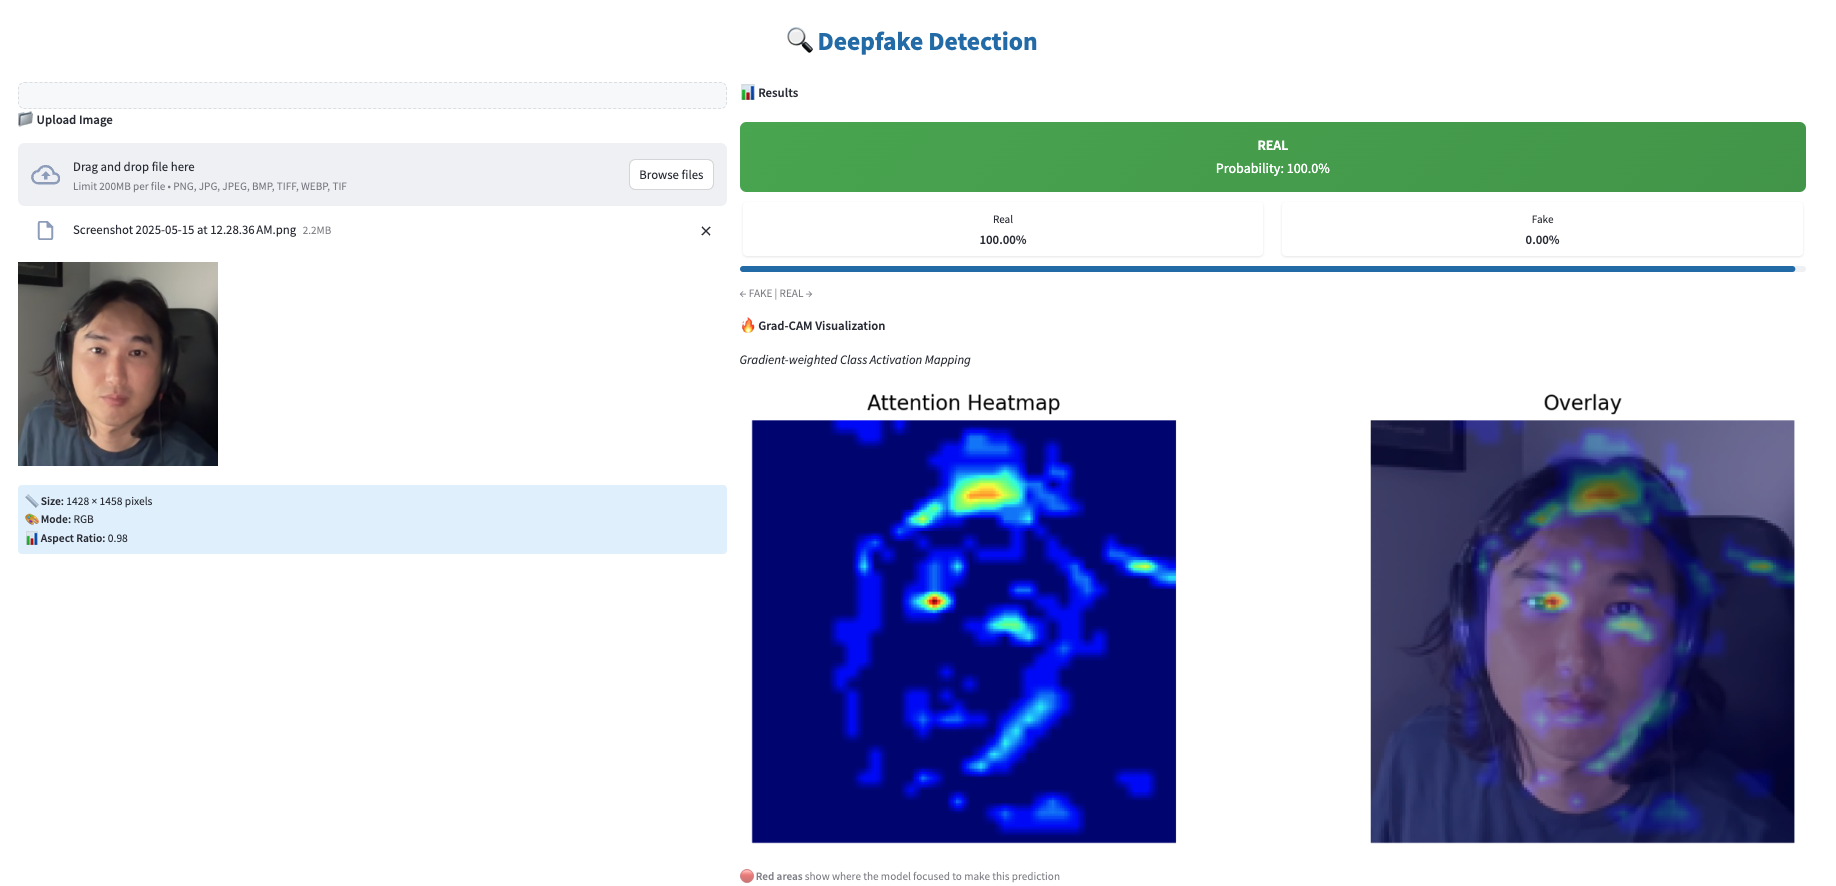 🔍 Deepfake Detection
📁 Upload Image
Drag and drop file here
Limit 200MB per file • PNG, JPG, JPEG, BMP, TIFF, WEBP, TIF
Browse files
Screenshot 2025-05-15 at 12.28.36 AM.png 2.2MB
📏 Size: 1428 × 1458 pixels
🎨 Mode: RGB
📊 Aspect Ratio: 0.98
📊 Results
REAL
Probability: 100.0%
Real
100.00%
Fake
0.00%
← FAKE | REAL →
🔥 Grad-CAM Visualization
Gradient-weighted Class Activation Mapping
Attention Heatmap
Overlay
🔴 Red areas show where the model focused to make this prediction